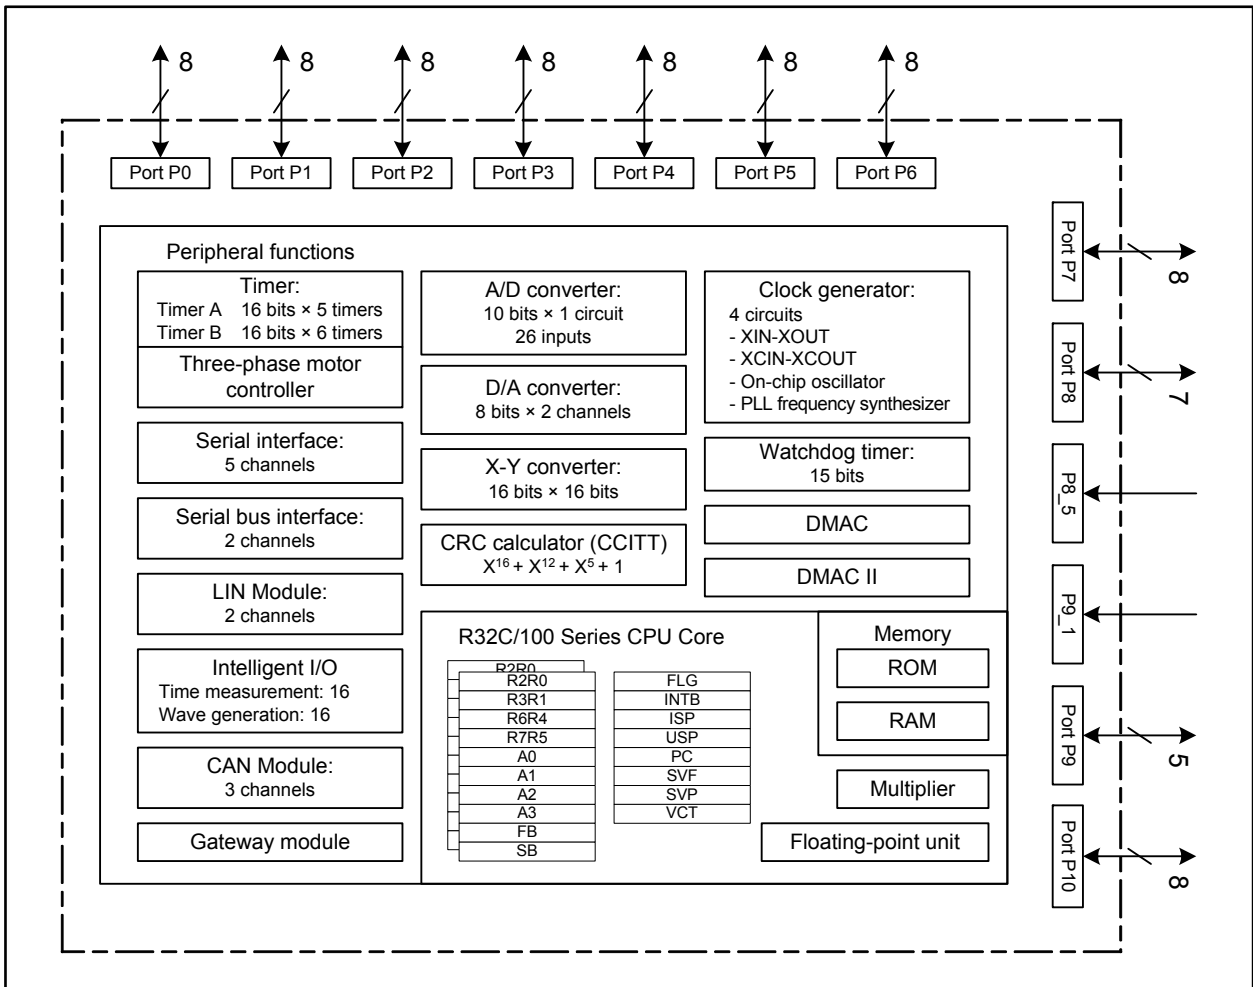 8 8 8 8 8 8 8
Port P0 Port P1 Port P2 Port P3 Port P4 Port P5 Port P6
Peripheral functions
Timer:
Timer A 16 bits × 5 timers
Timer B 16 bits × 6 timers
Three-phase motor
controller
Serial interface:
5 channels
Serial bus interface:
2 channels
LIN Module:
2 channels
Intelligent I/O
Time measurement: 16
Wave generation: 16
CAN Module:
3 channels
Gateway module
A/D converter:
10 bits × 1 circuit
26 inputs
D/A converter:
8 bits × 2 channels
X-Y converter:
16 bits × 16 bits
CRC calculator (CCITT)
X¹⁶ + X¹² + X⁵ + 1
Clock generator:
4 circuits
- XIN-XOUT
- XCIN-XCOUT
- On-chip oscillator
- PLL frequency synthesizer
Watchdog timer:
15 bits
DMAC
DMAC II
R32C/100 Series CPU Core
R2R0
R2R0
R3R1
R6R4
R7R5
A0
A1
A2
A3
FB
SB
FLG
INTB
ISP
USP
PC
SVF
SVP
VCT
Memory
ROM
RAM
Multiplier
Floating-point unit
Port P7
8
Port P8
7
P8_5
P9_1
Port P9
5
Port P10
8